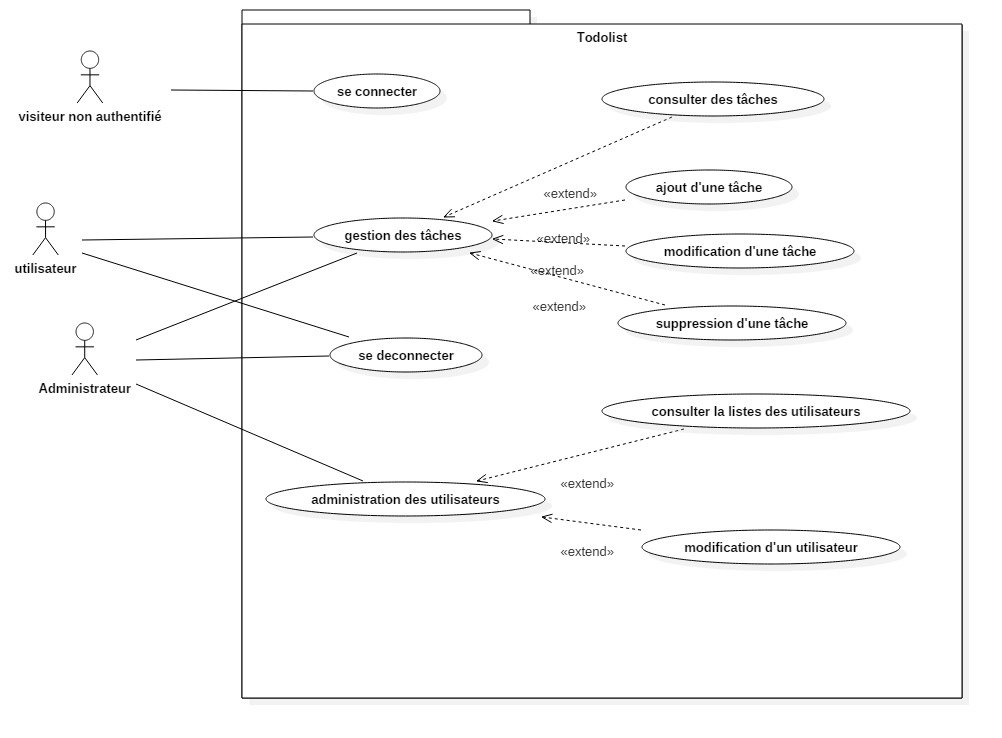 Todolist
visiteur non authentifié
se connecter
consulter des tâches
ajout d'une tâche
«extend»
utilisateur
gestion des tâches
«extend»
modification d'une tâche
«extend»
«extend»
suppression d'une tâche
Administrateur
se deconnecter
consulter la listes des utilisateurs
«extend»
administration des utilisateurs
modification d'un utilisateur
«extend»